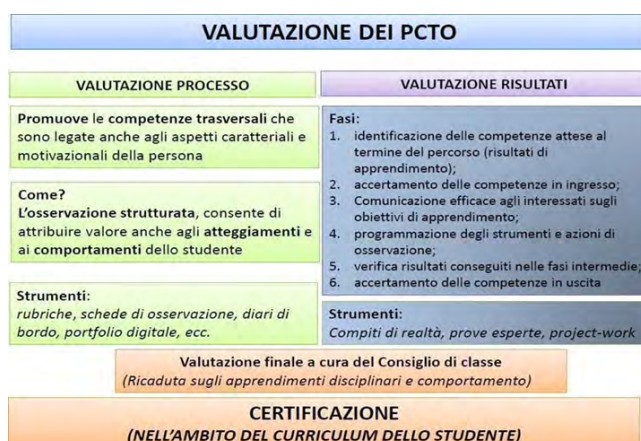 VALUTAZIONE DEI PCTO
VALUTAZIONE PROCESSO
Promuove le competenze trasversali che
sono legate anche agli aspetti caratteriali e
motivazionali della persona
Come?
L'osservazione strutturata, consente di
attribuire valore anche agli atteggiamenti e
ai comportamenti dello studente
Strumenti:
rubriche, schede di osservazione, diari di
bordo, portfolio digitale, ecc.
VALUTAZIONE RISULTATI
Fasi:
1. identificazione delle competenze attese al
termine del percorso (risultati di
apprendimento);
2. accertamento delle competenze in ingresso;
3. Comunicazione efficace agli interessati sugli
obiettivi di apprendimento;
4. programmazione degli strumenti e azioni di
osservazione;
5. verifica risultati conseguiti nelle fasi intermedie;
6. accertamento delle competenze in uscita
Strumenti:
Compiti di realtà, prove esperte, project-work
Valutazione finale a cura del Consiglio di classe
(Ricaduta sugli apprendimenti disciplinari e comportamento)
CERTIFICAZIONE
(NELL'AMBITO DEL CURRICULUM DELLO STUDENTE)